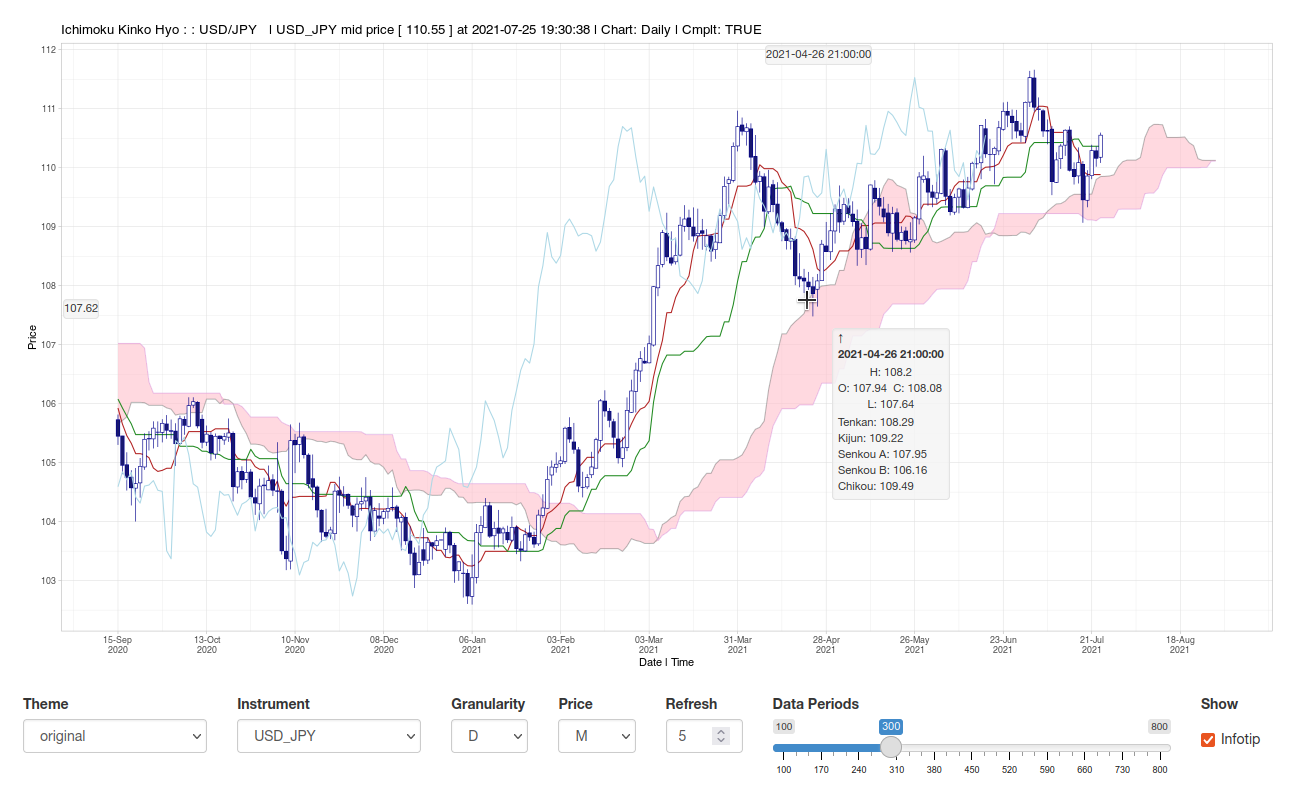 Ichimoku Kinko Hyo : : USD/JPY | USD_JPY mid price [ 110.55 ] at 2021-07-25 19:30:38 | Chart: Daily | Cmplt: TRUE
2021-04-26 21:00:00
112
111
110
109
108
107.62
107
106
105
104
103
Price
↑
2021-04-26 21:00:00
H: 108.2
O: 107.94 C: 108.08
L: 107.64
Tenkan: 108.29
Kijun: 109.22
Senkou A: 107.95
Senkou B: 106.16
Chikou: 109.49
15-Sep 13-Oct 10-Nov 08-Dec 06-Jan 03-Feb 03-Mar 31-Mar 28-Apr 26-May 23-Jun 21-Jul 18-Aug
2020 2020 2020 2020 2021 2021 2021 2021 2021 2021 2021 2021 2021
Date | Time
Theme Instrument Granularity Price Refresh Data Periods Show
100 300 800
original USD_JPY D M 5 Infotip
100 170 240 310 380 450 520 590 660 730 800